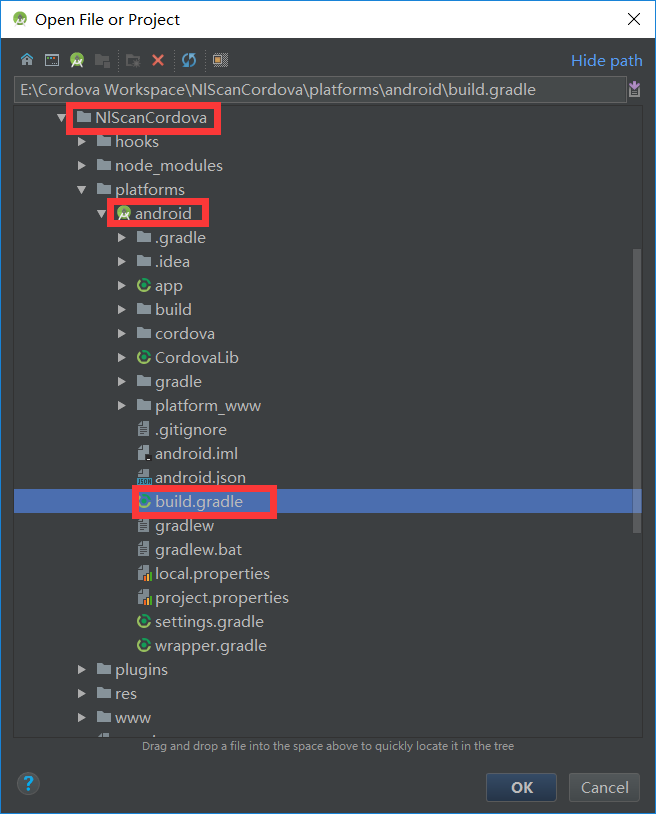 Open File or Project
Hide path
E:\Cordova Workspace\NlScanCordova\platforms\android\build.gradle
NlScanCordova
hooks
node_modules
platforms
android
.gradle
.idea
app
build
cordova
CordovaLib
gradle
platform_www
.gitignore
android.iml
android.json
build.gradle
gradlew
gradlew.bat
local.properties
project.properties
settings.gradle
wrapper.gradle
plugins
res
www
Drag and drop a file into the space above to quickly locate it in the tree
?
OK
Cancel